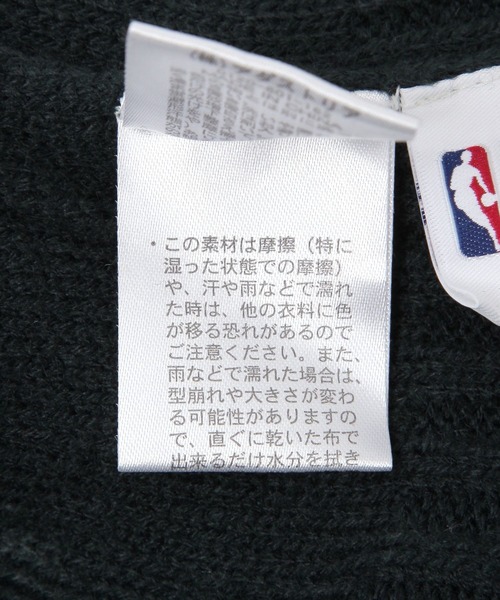 ・この素材は摩擦（特に
湿った状態での摩擦）
や、汗や雨などで濡れ
た時は、他の衣料に色
が移る恐れがあるので
ご注意ください。また、
雨などで濡れた場合は、
型崩れや大きさが変わ
る可能性がありますの
で、直ぐに乾いた布で
出来るだけ水分を拭き